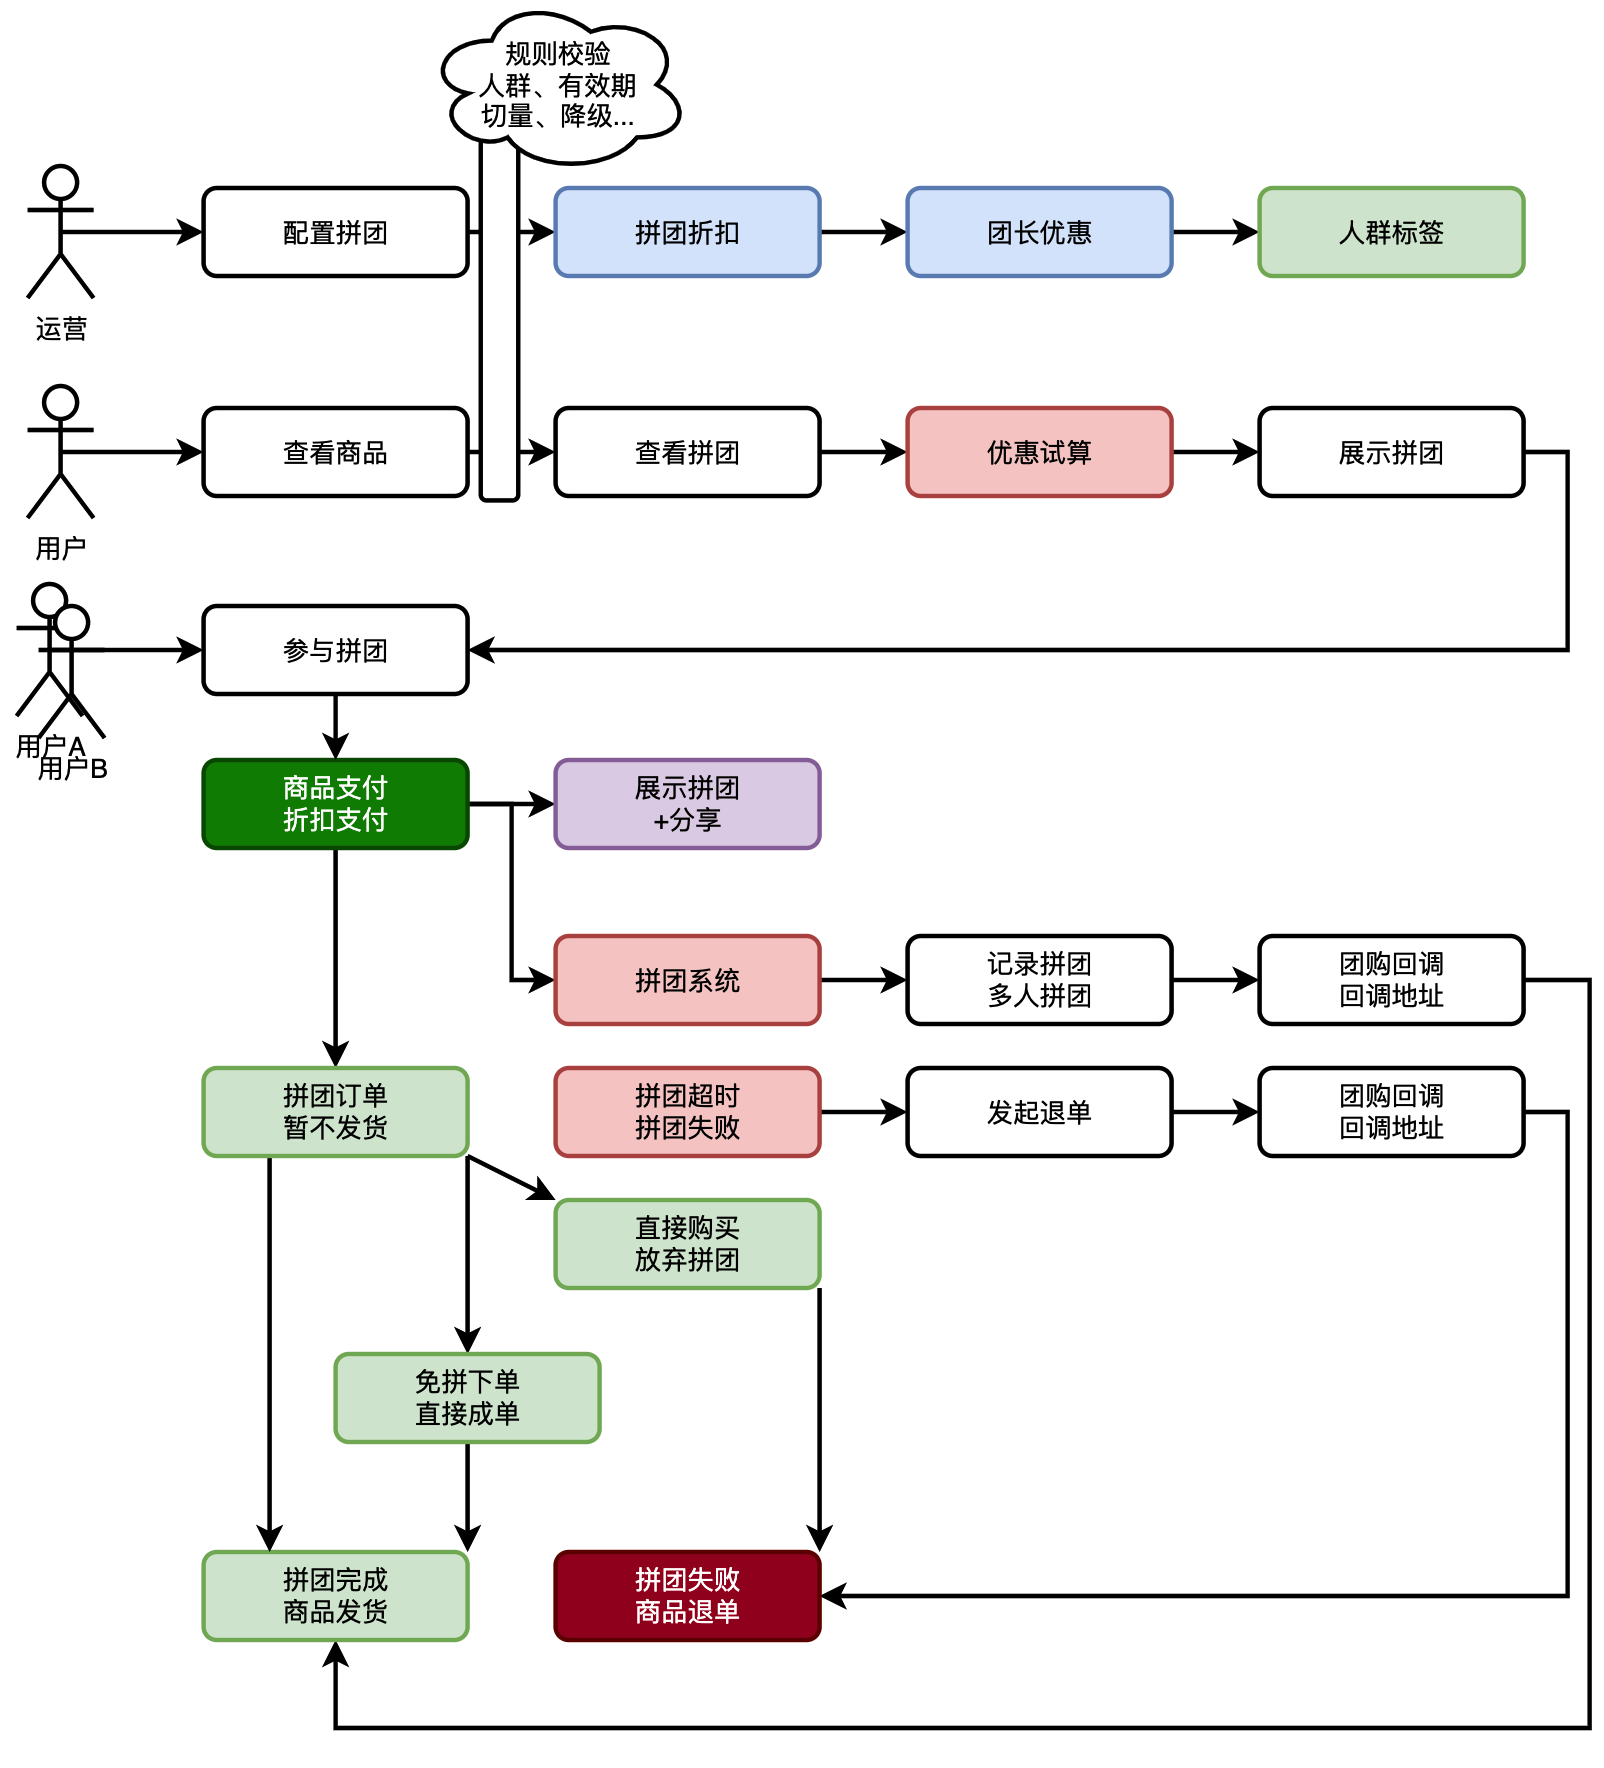 规则校验
人群、有效期
切量、降级...
配置拼团
拼团折扣
团长优惠
人群标签
运营
查看商品
查看拼团
优惠试算
展示拼团
用户
参与拼团
用户A
用户B
商品支付
折扣支付
展示拼团
+分享
拼团系统
记录拼团
多人拼团
团购回调
回调地址
拼团订单
暂不发货
拼团超时
拼团失败
发起退单
团购回调
回调地址
直接购买
放弃拼团
免拼下单
直接成单
拼团完成
商品发货
拼团失败
商品退单